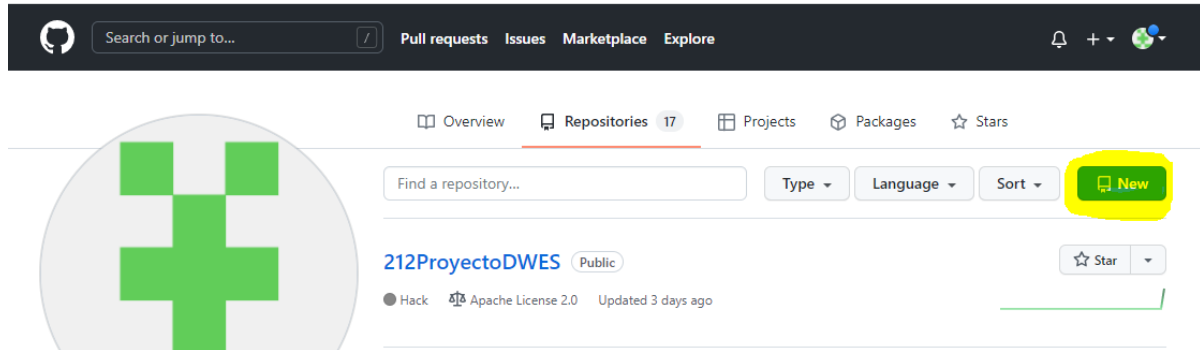 Search or jump to... / Pull requests Issues Marketplace Explore
Overview Repositories 17 Projects Packages Stars
Find a repository... Type Language Sort New
212ProyectoDWES Public Star
Hack Apache License 2.0 Updated 3 days ago